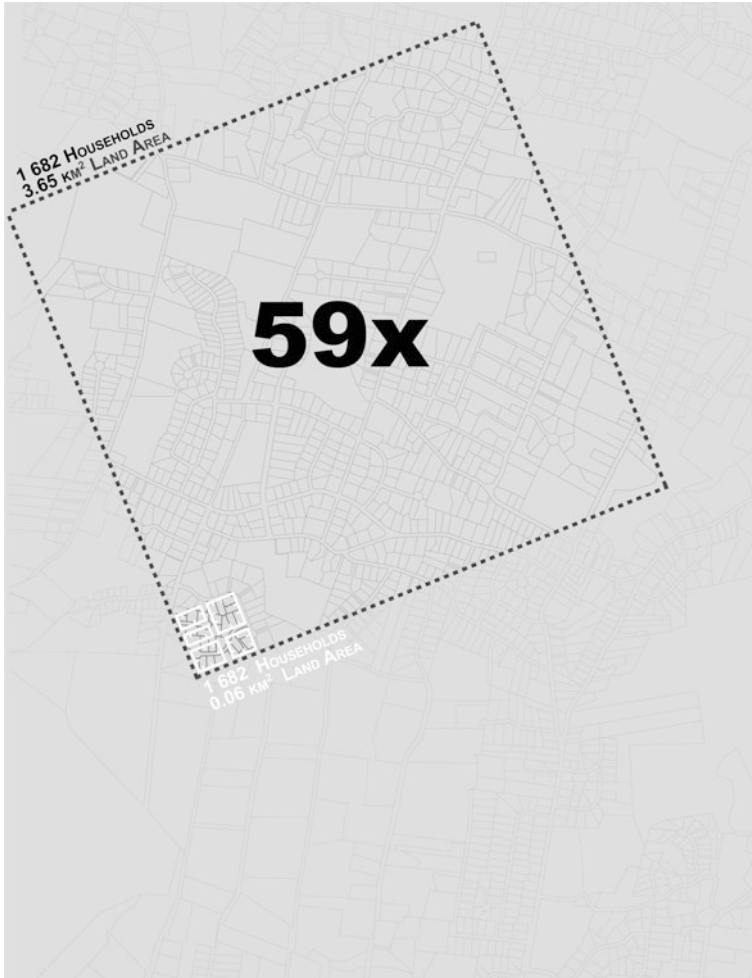 1 682 HOUSEHOLDS
3.65 KM² LAND AREA
59x
1 682 HOUSEHOLDS
0.06 KM² LAND AREA